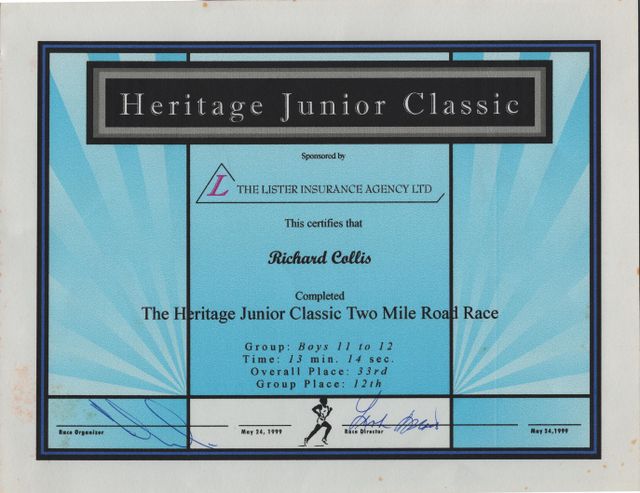 Heritage Junior Classic
Sponsored by
L THE LISTER INSURANCE AGENCY LTD
This certifies that
Richard Collis
Completed
The Heritage Junior Classic Two Mile Road Race
Group: Boys 11 to 12
Time: 13 min. 14 sec.
Overall Place: 33rd
Group Place: 12th
Race Organizer May 24, 1999 Race Director May 24, 1999